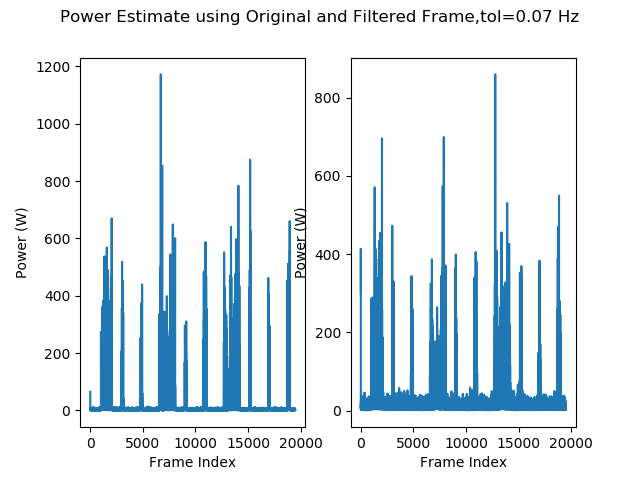 Power Estimate using Original and Filtered Frame,tol=0.07 Hz
Power (W)
1200
1000
800
600
400
200
0
0 5000 10000 15000 20000
Frame Index
Power (W)
800
600
400
200
0
0 5000 10000 15000 20000
Frame Index